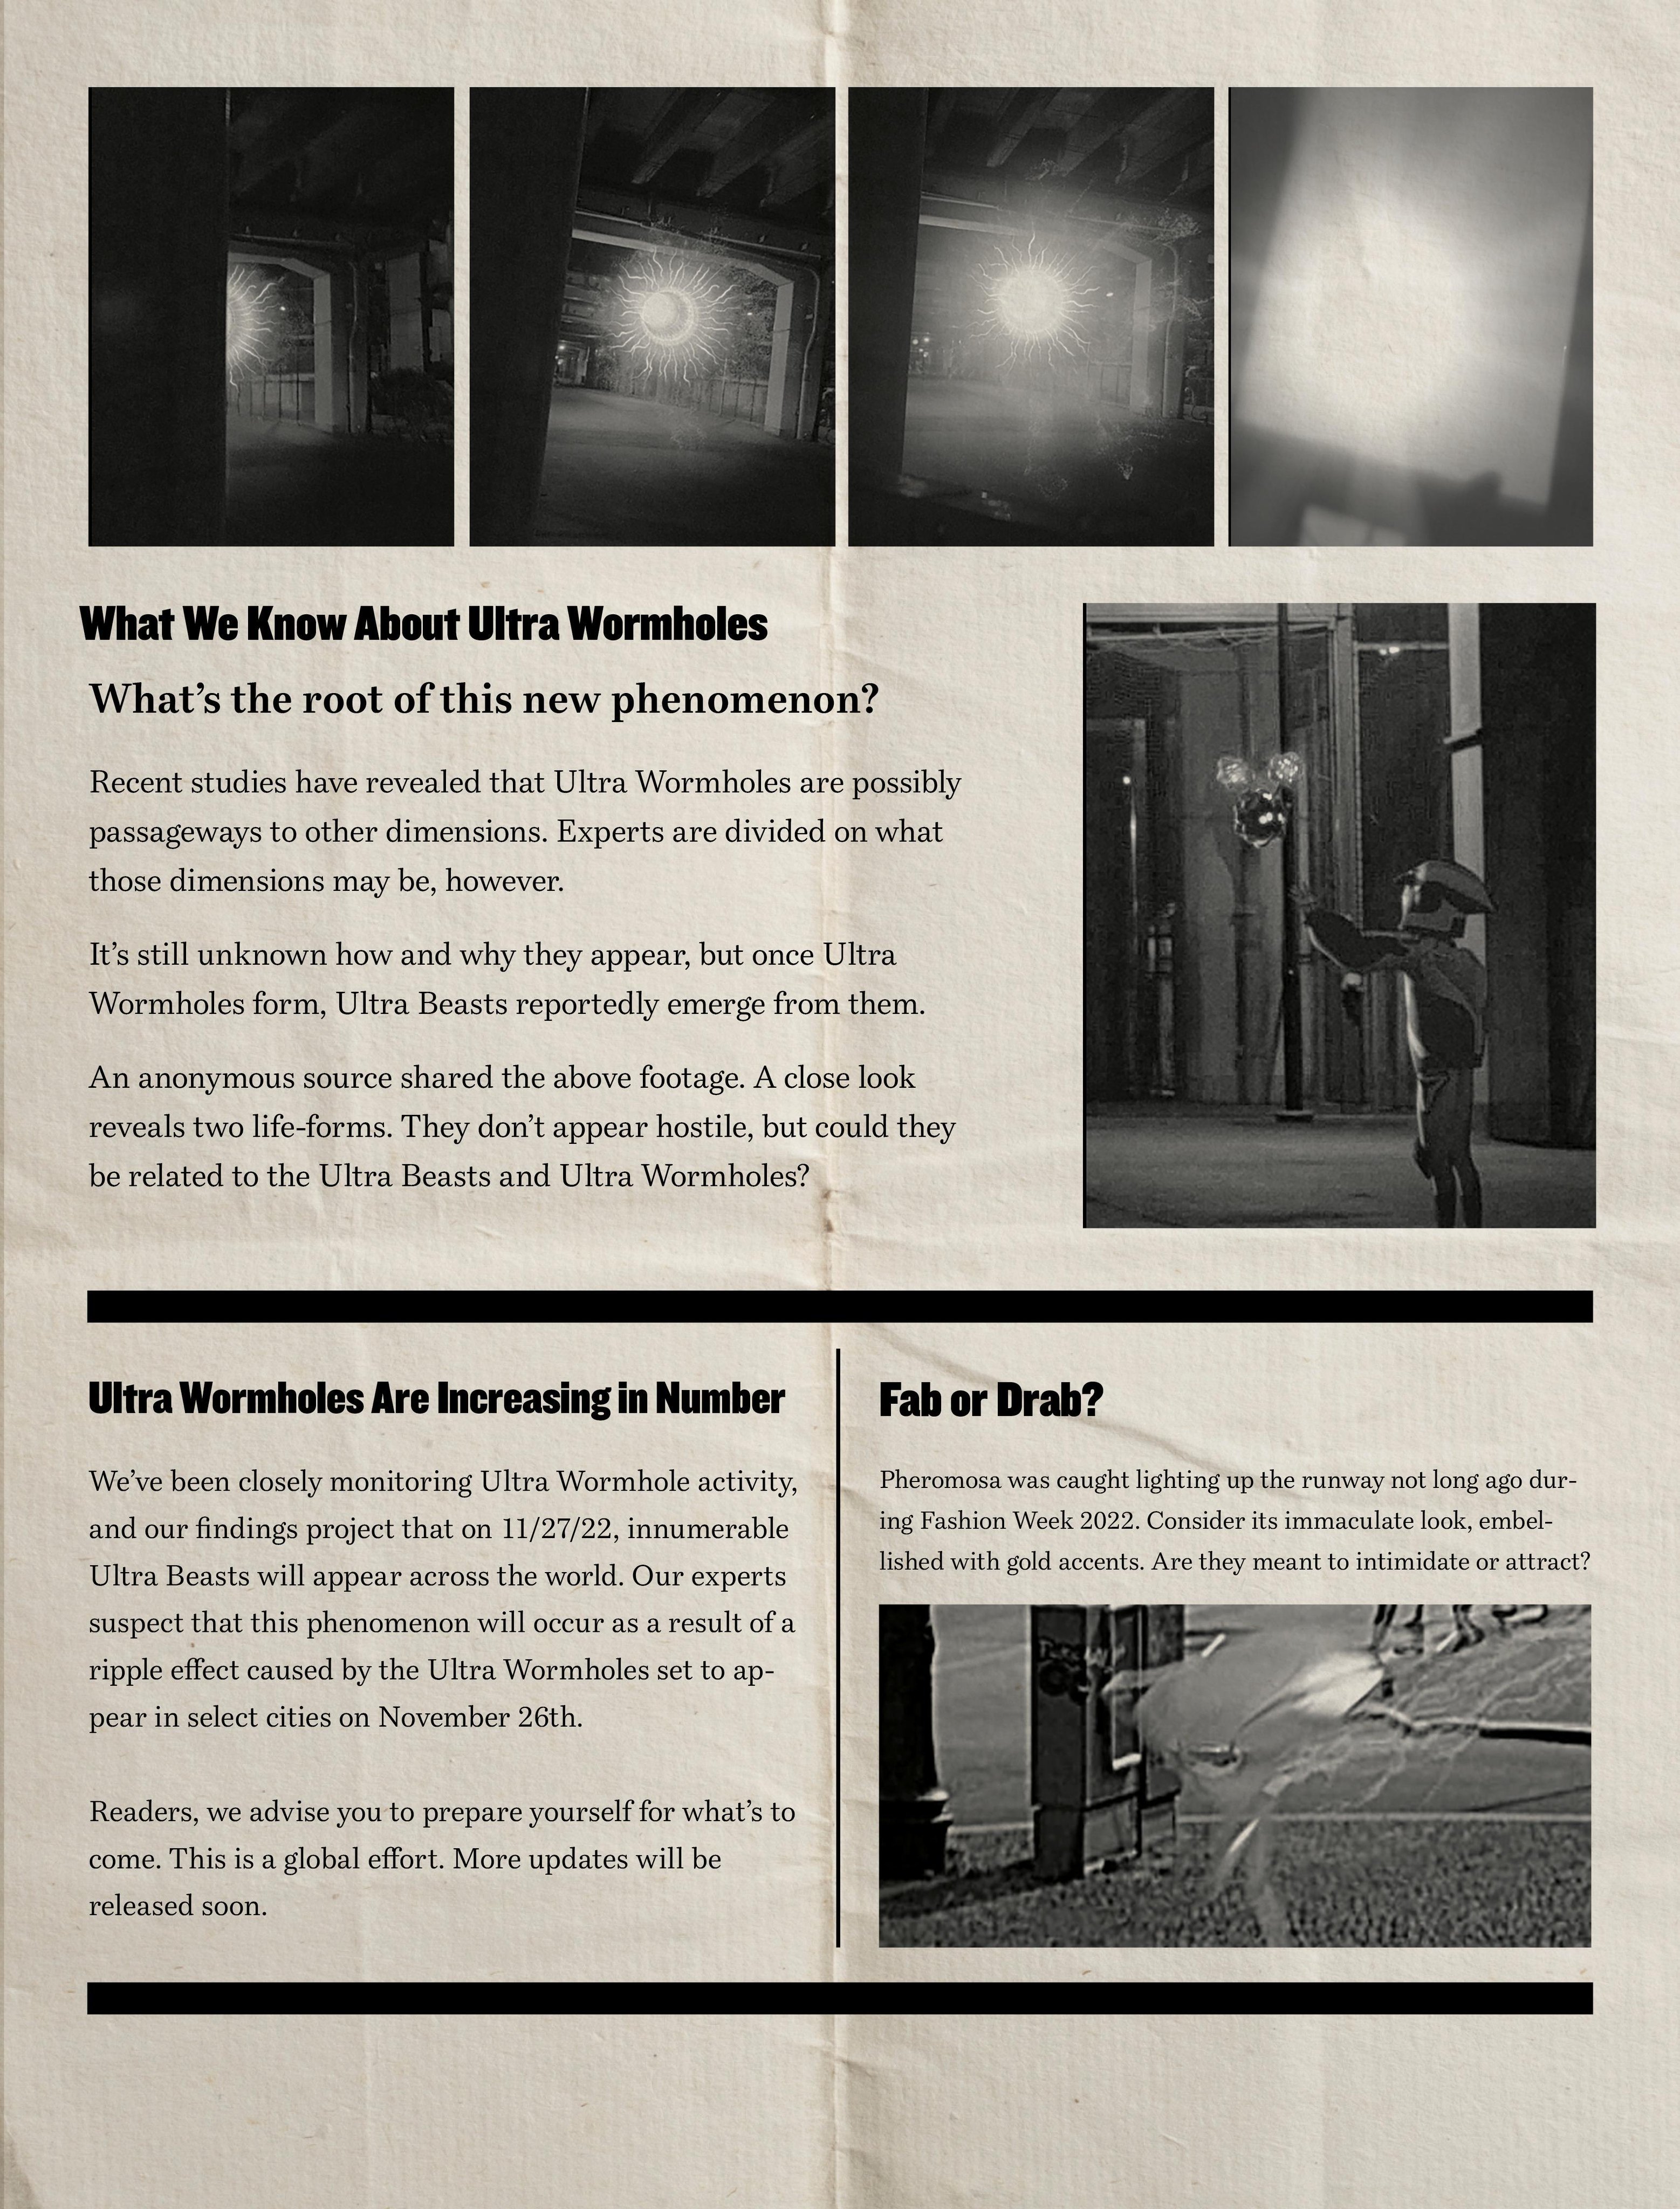 What We Know About Ultra Wormholes
What’s the root of this new phenomenon?
Recent studies have revealed that Ultra Wormholes are possibly
passageways to other dimensions. Experts are divided on what
those dimensions may be, however.
It’s still unknown how and why they appear, but once Ultra
Wormholes form, Ultra Beasts reportedly emerge from them.
An anonymous source shared the above footage. A close look
reveals two life-forms. They don’t appear hostile, but could they
be related to the Ultra Beasts and Ultra Wormholes?
Ultra Wormholes Are Increasing in Number
We’ve been closely monitoring Ultra Wormhole activity,
and our findings project that on 11/27/22, innumerable
Ultra Beasts will appear across the world. Our experts
suspect that this phenomenon will occur as a result of a
ripple effect caused by the Ultra Wormholes set to ap-
pear in select cities on November 26th.
Readers, we advise you to prepare yourself for what’s to
come. This is a global effort. More updates will be
released soon.
Fab or Drab?
Pheromosa was caught lighting up the runway not long ago dur-
ing Fashion Week 2022. Consider its immaculate look, embel-
lished with gold accents. Are they meant to intimidate or attract?